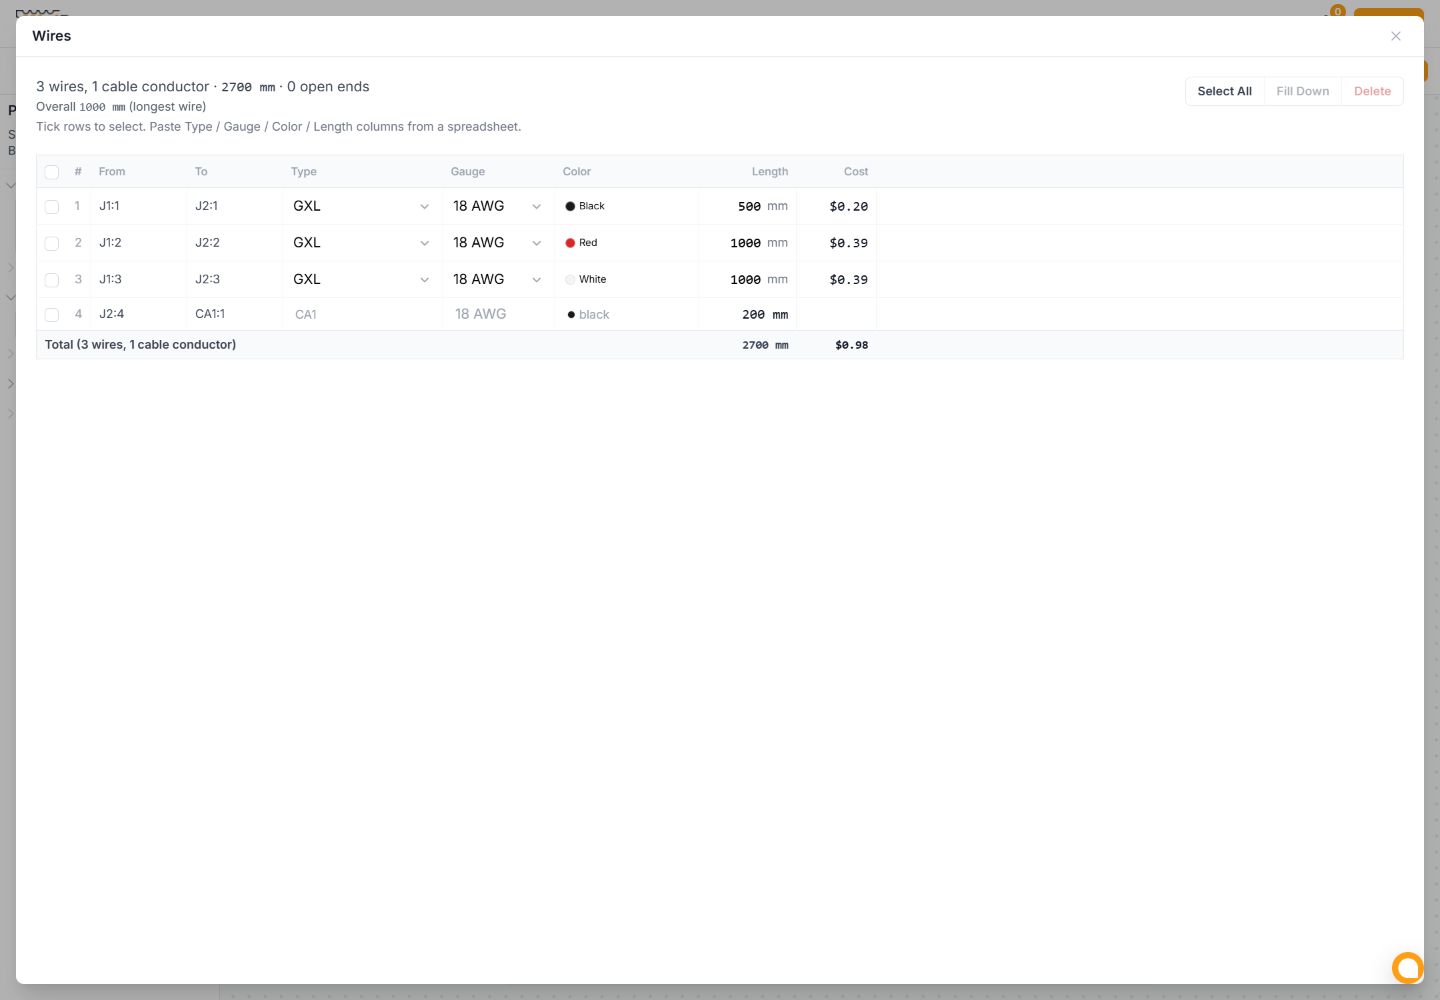 0
Wires
3 wires, 1 cable conductor · 2700 mm · 0 open ends
Overall 1000 mm (longest wire)
Tick rows to select. Paste Type / Gauge / Color / Length columns from a spreadsheet.
Select All Fill Down Delete
# From To Type Gauge Color Length Cost
1 J1:1 J2:1 GXL 18 AWG Black 500 mm $0.20
2 J1:2 J2:2 GXL 18 AWG Red 1000 mm $0.39
3 J1:3 J2:3 GXL 18 AWG White 1000 mm $0.39
4 J2:4 CA1:1 CA1 18 AWG black 200 mm
Total (3 wires, 1 cable conductor) 2700 mm $0.98